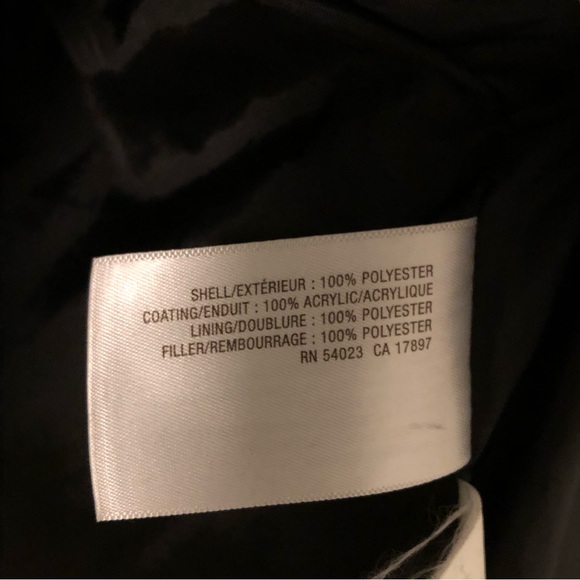 SHELL/EXTÉRIEUR : 100% POLYESTER
COATING/ENDUIT : 100% ACRYLIC/ACRYLIQUE
LINING/DOUBLURE : 100% POLYESTER
FILLER/REMBOURRAGE : 100% POLYESTER
RN 54023 CA 17897